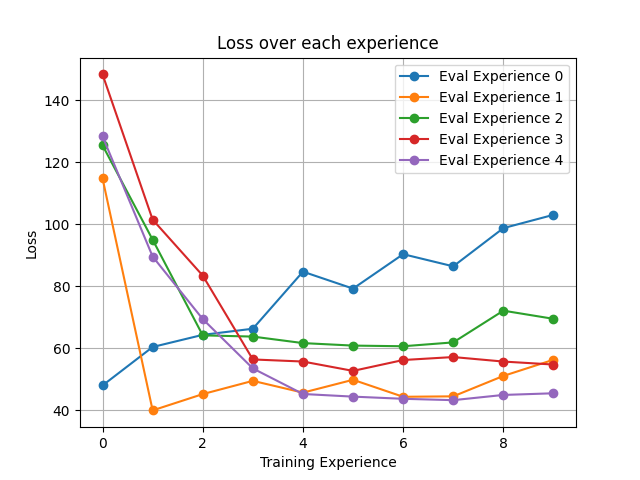 Loss over each experience
Eval Experience 0
Eval Experience 1
Eval Experience 2
Eval Experience 3
Eval Experience 4
Loss
140
120
100
80
60
40
0 2 4 6 8
Training Experience